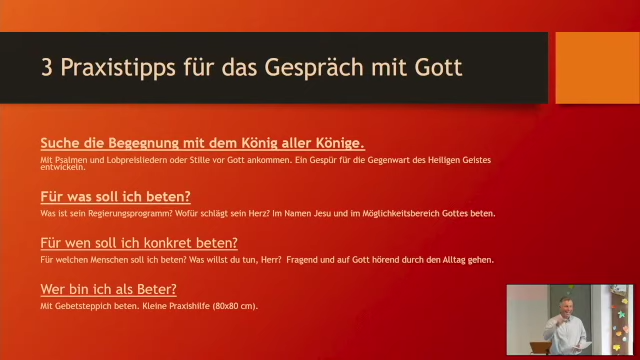 3 Praxistipps für das Gespräch mit Gott
Suche die Begegnung mit dem König aller Könige.
Mit Psalmen und Lobpreisliedern oder Stille vor Gott ankommen. Ein Gespür für die Gegenwart des Heiligen Geistes
entwickeln.
Für was soll ich beten?
Was ist sein Regierungsprogramm? Wofür schlägt sein Herz? Im Namen Jesu und im Möglichkeitsbereich Gottes beten.
Für wen soll ich konkret beten?
Für welchen Menschen soll ich beten? Was willst du tun, Herr? Fragend und auf Gott hörend durch den Alltag gehen.
Wer bin ich als Beter?
Mit Gebetsteppich beten. Kleine Praxishilfe (80x80 cm).